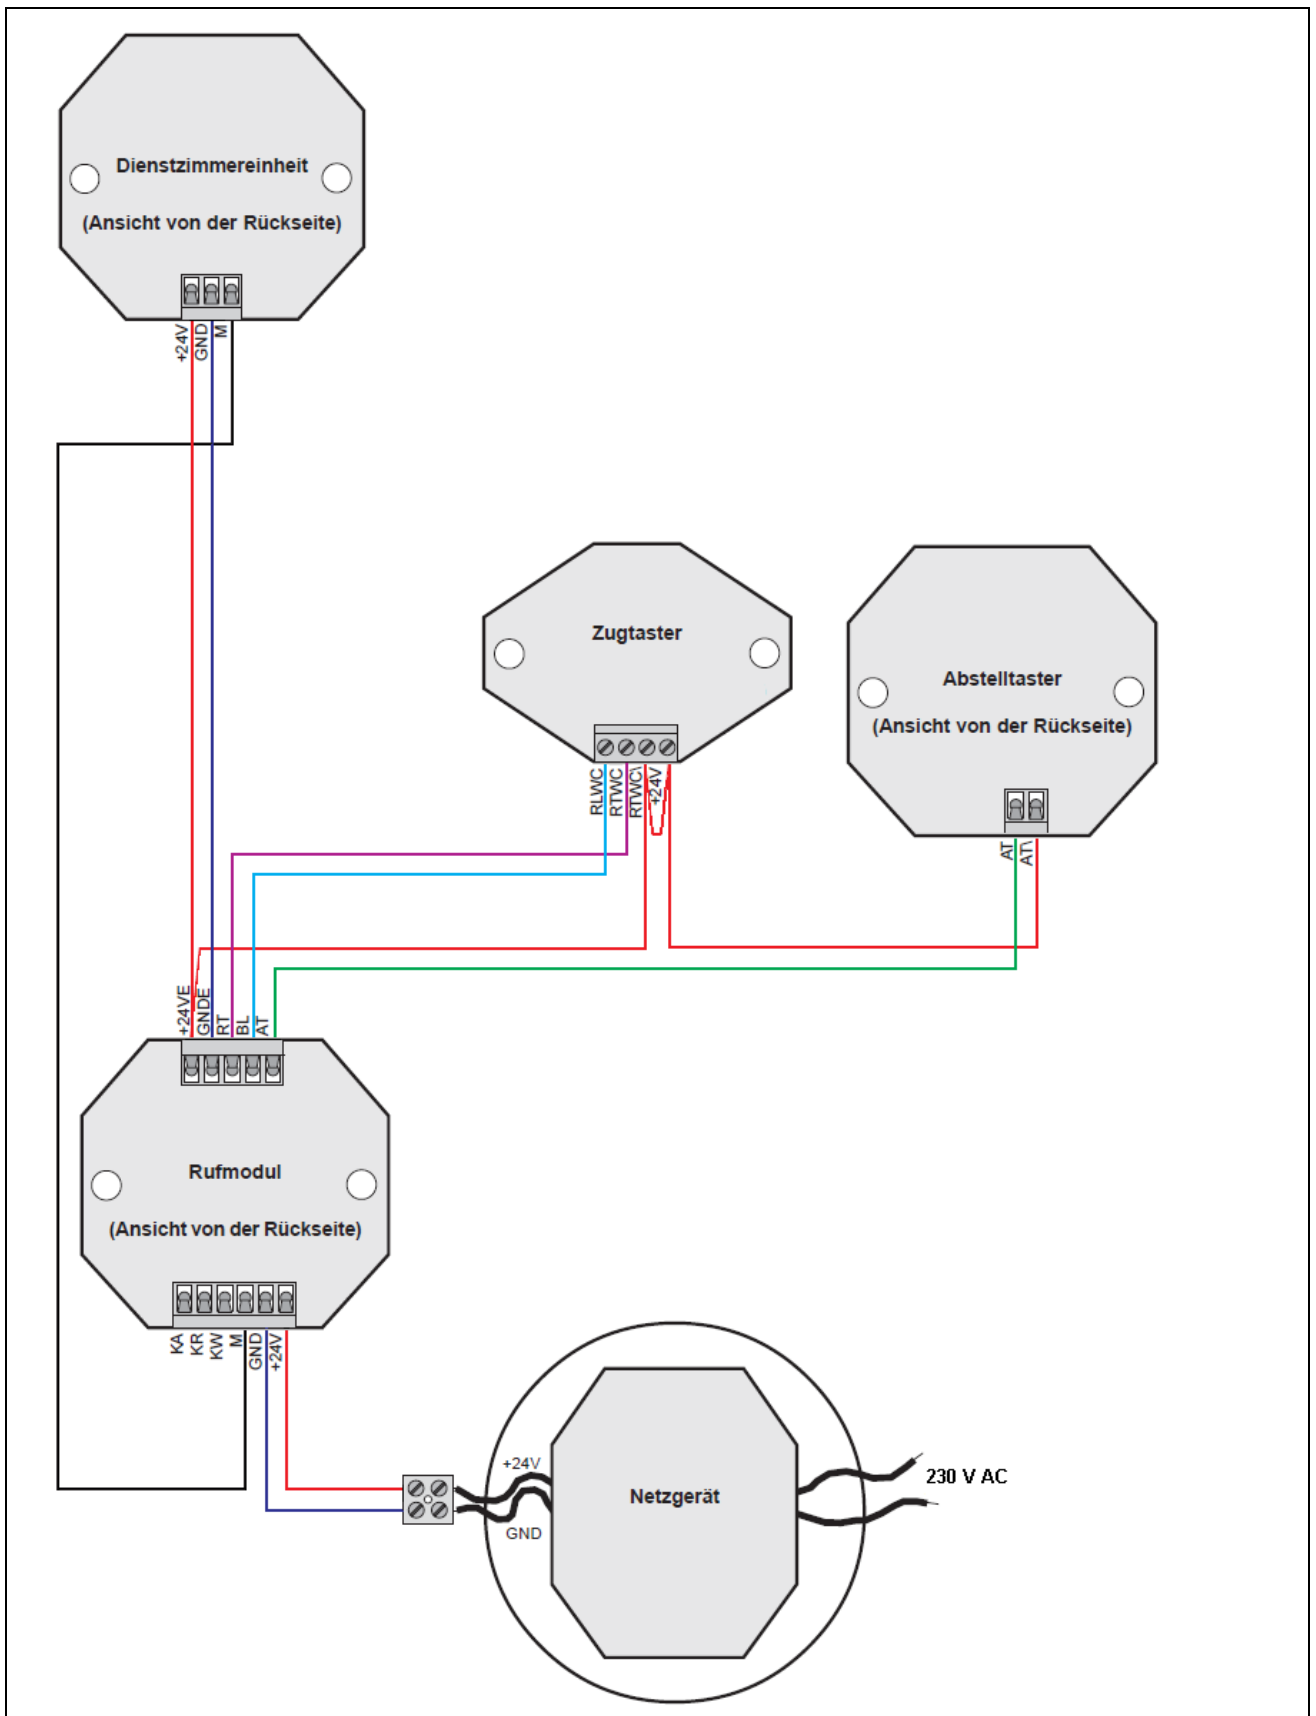 Dienstzimmereinheit
(Ansicht von der Rückseite)
+24V
GND
M
Zugtaster
RLWC
RTWC
RTWC\
+24V
Abstelltaster
(Ansicht von der Rückseite)
AT
AT\
+24VE
GNDE
RT
BL
AT
Rufmodul
(Ansicht von der Rückseite)
KA
KR
KW
M
GND
+24V
+24V
GND
Netzgerät
230 V AC